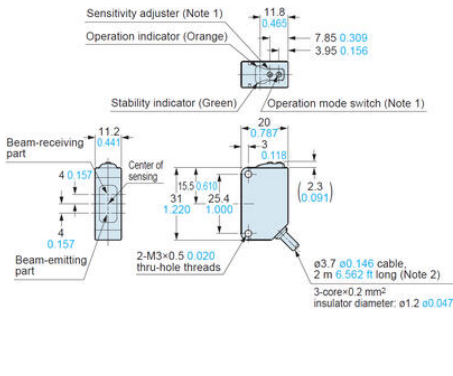 Sensitivity adjuster (Note 1)
11.8
0.465
Operation indicator (Orange)
7.85 0.309
3.95 0.156
Stability indicator (Green)
Operation mode switch (Note 1)
20
0.787
11.2
0.441
3
0.118
Beam-receiving
part
Center of
sensing
4 0.157
15.5 0.610
2.3
(0.091)
31
1.220
25.4
1.000
4
0.157
Beam-emitting
part
2-M3×0.5 0.020
thru-hole threads
ø3.7 ø0.146 cable,
2 m 6.562 ft long (Note 2)
3-core×0.2 mm²
insulator diameter: ø1.2 ø0.047